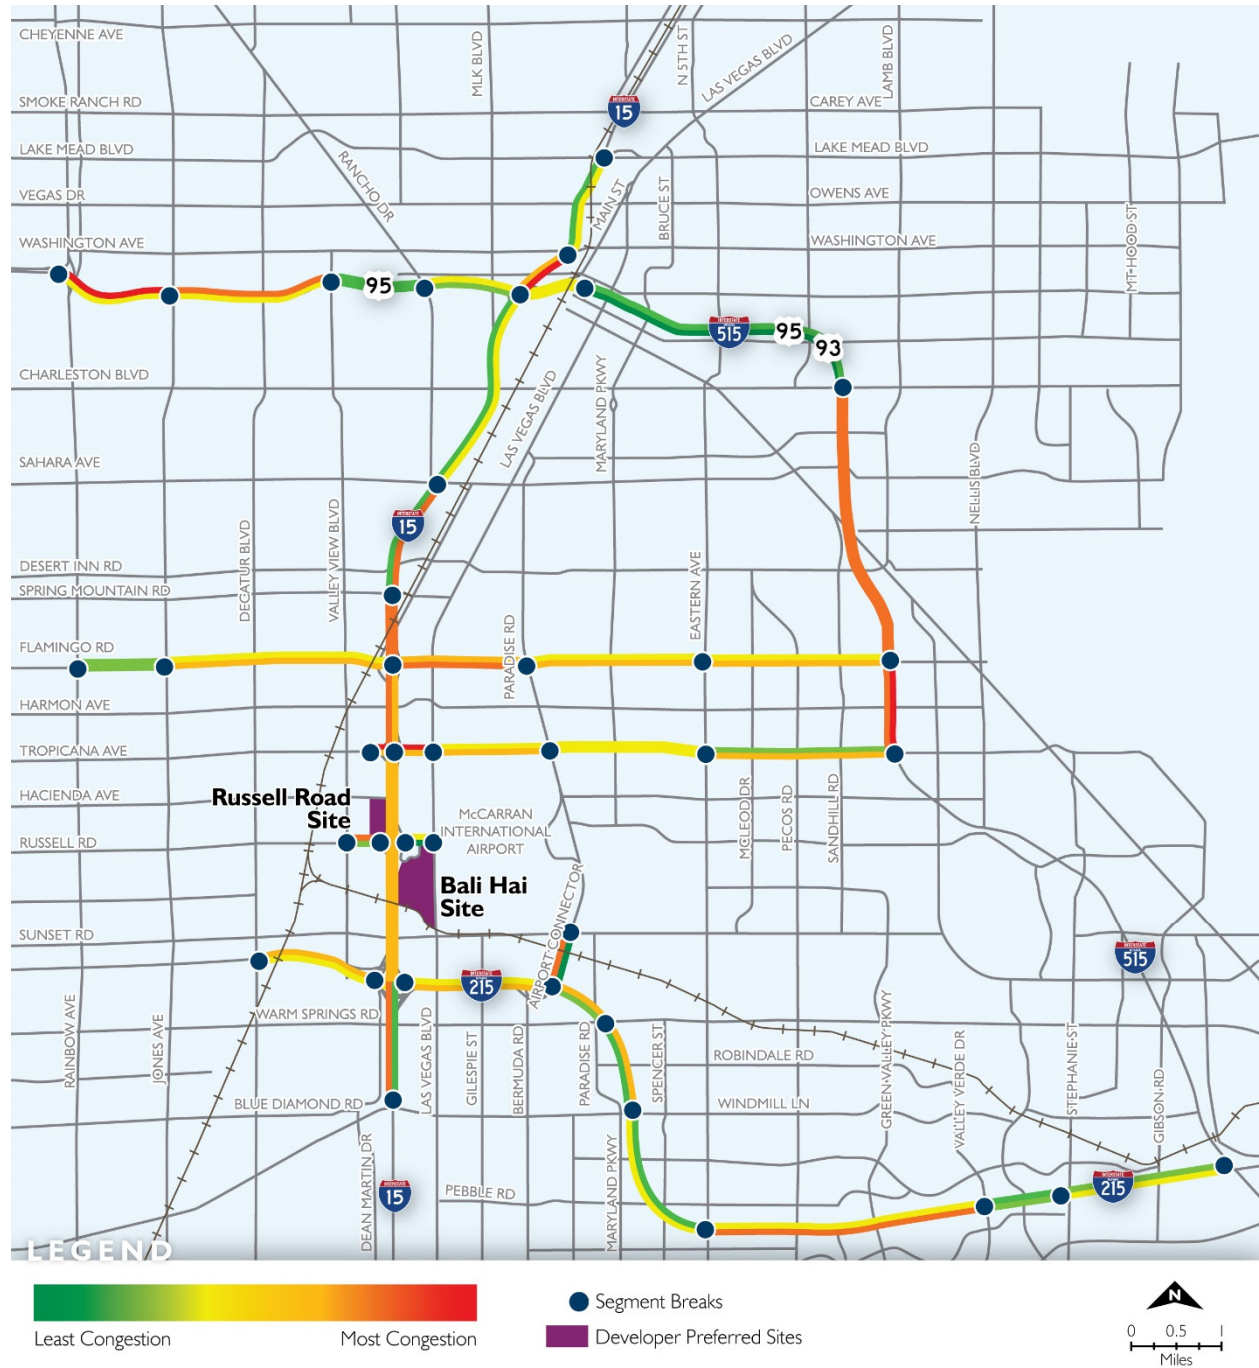 CHEYENNE AVE
MLK BLVD
N 5TH ST
LAS VEGAS BLVD
LAMB BLVD
SMOKE RANCH RD
INTERSTATE
15
CAREY AVE
LAKE MEAD BLVD
LAKE MEAD BLVD
RANCHO DR
VEGAS DR
MAIN ST
BRUCE ST
OWENS AVE
WASHINGTON AVE
WASHINGTON AVE
MT HOOD ST
95
INTERSTATE
515
95
93
CHARLESTON BLVD
LAS VEGAS BLVD
MARYLAND PKWY
SAHARA AVE
NELLIS BLVD
INTERSTATE
15
DECATUR BLVD
VALLEY VIEW BLVD
DESERT INN RD
SPRING MOUNTAIN RD
EASTERN AVE
FLAMINGO RD
PARADISE RD
HARMON AVE
TROPICANA AVE
HACIENDA AVE
Russell Road
Site
McCARRAN
INTERNATIONAL
AIRPORT
MCLEOD DR
PECOS RD
SANDHILL RD
RUSSELL RD
Bali Hai
Site
AIRPORT CONNECTOR
SUNSET RD
INTERSTATE
515
INTERSTATE
215
RAINBOW AVE
JONES AVE
WARM SPRINGS RD
LAS VEGAS BLVD
GILESPIE ST
BERMUDA RD
PARADISE RD
SPENCER ST
ROBINDALE RD
GREEN VALLEY PKWY
VALLEY VERDE DR
STEPHANIE ST
GIBSON RD
BLUE DIAMOND RD
WINDMILL LN
DEAN MARTIN DR
INTERSTATE
15
PEBBLE RD
MARYLAND PKWY
INTERSTATE
215
LEGEND
Least Congestion
Most Congestion
Segment Breaks
Developer Preferred Sites
N
0 0.5 1
Miles